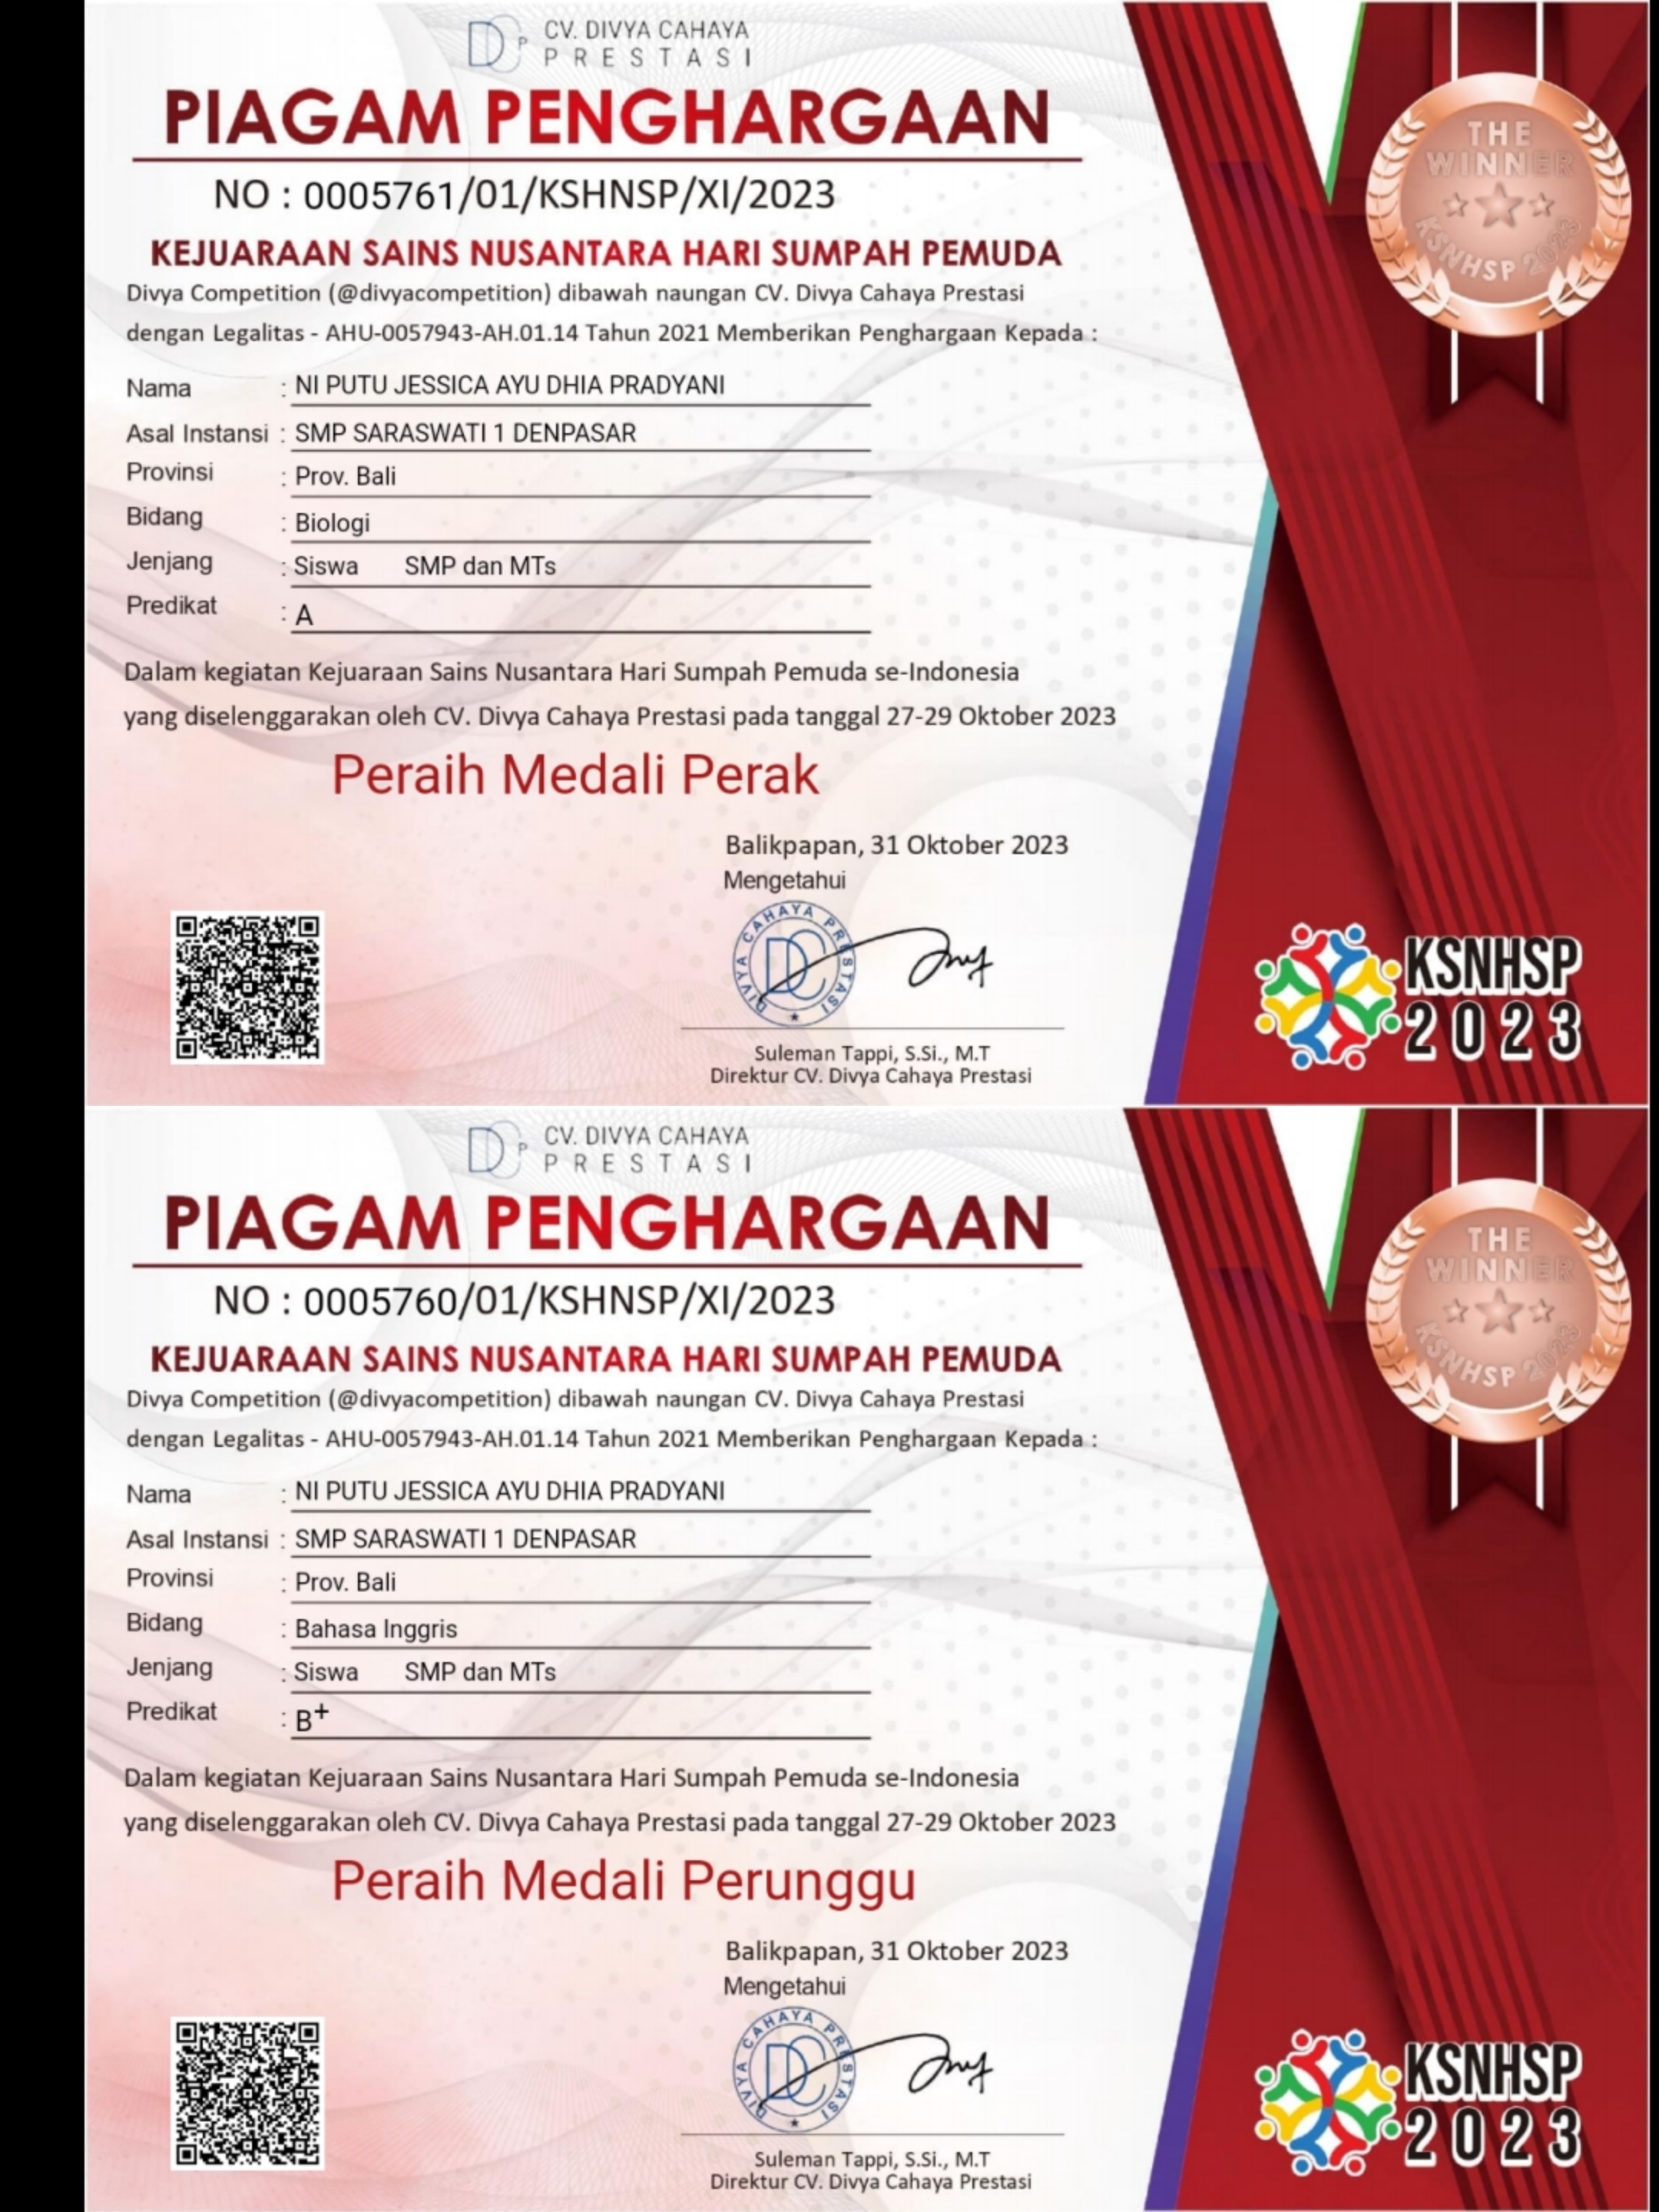 CV. DIVYA CAHAYA
PRESTASI
PIAGAM PENGHARGAAN
NO : 0005761/01/KSHNSP/XI/2023
KEJUARAAN SAINS NUSANTARA HARI SUMPAH PEMUDA
Divya Competition (@divyacompetition) dibawah naungan CV. Divya Cahaya Prestasi
dengan Legalitas - AHU-0057943-AH.01.14 Tahun 2021 Memberikan Penghargaan Kepada :
Nama : NI PUTU JESSICA AYU DHIA PRADYANI
Asal Instansi : SMP SARASWATI 1 DENPASAR
Provinsi : Prov. Bali
Bidang : Biologi
Jenjang : Siswa SMP dan MTs
Predikat : A
Dalam kegiatan Kejuaraan Sains Nusantara Hari Sumpah Pemuda se-Indonesia
yang diselenggarakan oleh CV. Divya Cahaya Prestasi pada tanggal 27-29 Oktober 2023
Peraih Medali Perak
Balikpapan, 31 Oktober 2023
Mengetahui
DIVYA CAHAYA PRESTASI
Suleman Tappi, S.Si., M.T
Direktur CV. Divya Cahaya Prestasi
THE
WINNER
KSNHSP 2023
KSNHSP
2023
CV. DIVYA CAHAYA
PRESTASI
PIAGAM PENGHARGAAN
NO : 0005760/01/KSHNSP/XI/2023
KEJUARAAN SAINS NUSANTARA HARI SUMPAH PEMUDA
Divya Competition (@divyacompetition) dibawah naungan CV. Divya Cahaya Prestasi
dengan Legalitas - AHU-0057943-AH.01.14 Tahun 2021 Memberikan Penghargaan Kepada :
Nama : NI PUTU JESSICA AYU DHIA PRADYANI
Asal Instansi : SMP SARASWATI 1 DENPASAR
Provinsi : Prov. Bali
Bidang : Bahasa Inggris
Jenjang : Siswa SMP dan MTs
Predikat : B+
Dalam kegiatan Kejuaraan Sains Nusantara Hari Sumpah Pemuda se-Indonesia
yang diselenggarakan oleh CV. Divya Cahaya Prestasi pada tanggal 27-29 Oktober 2023
Peraih Medali Perunggu
Balikpapan, 31 Oktober 2023
Mengetahui
DIVYA CAHAYA PRESTASI
Suleman Tappi, S.Si., M.T
Direktur CV. Divya Cahaya Prestasi
THE
WINNER
KSNHSP 2023
KSNHSP
2023